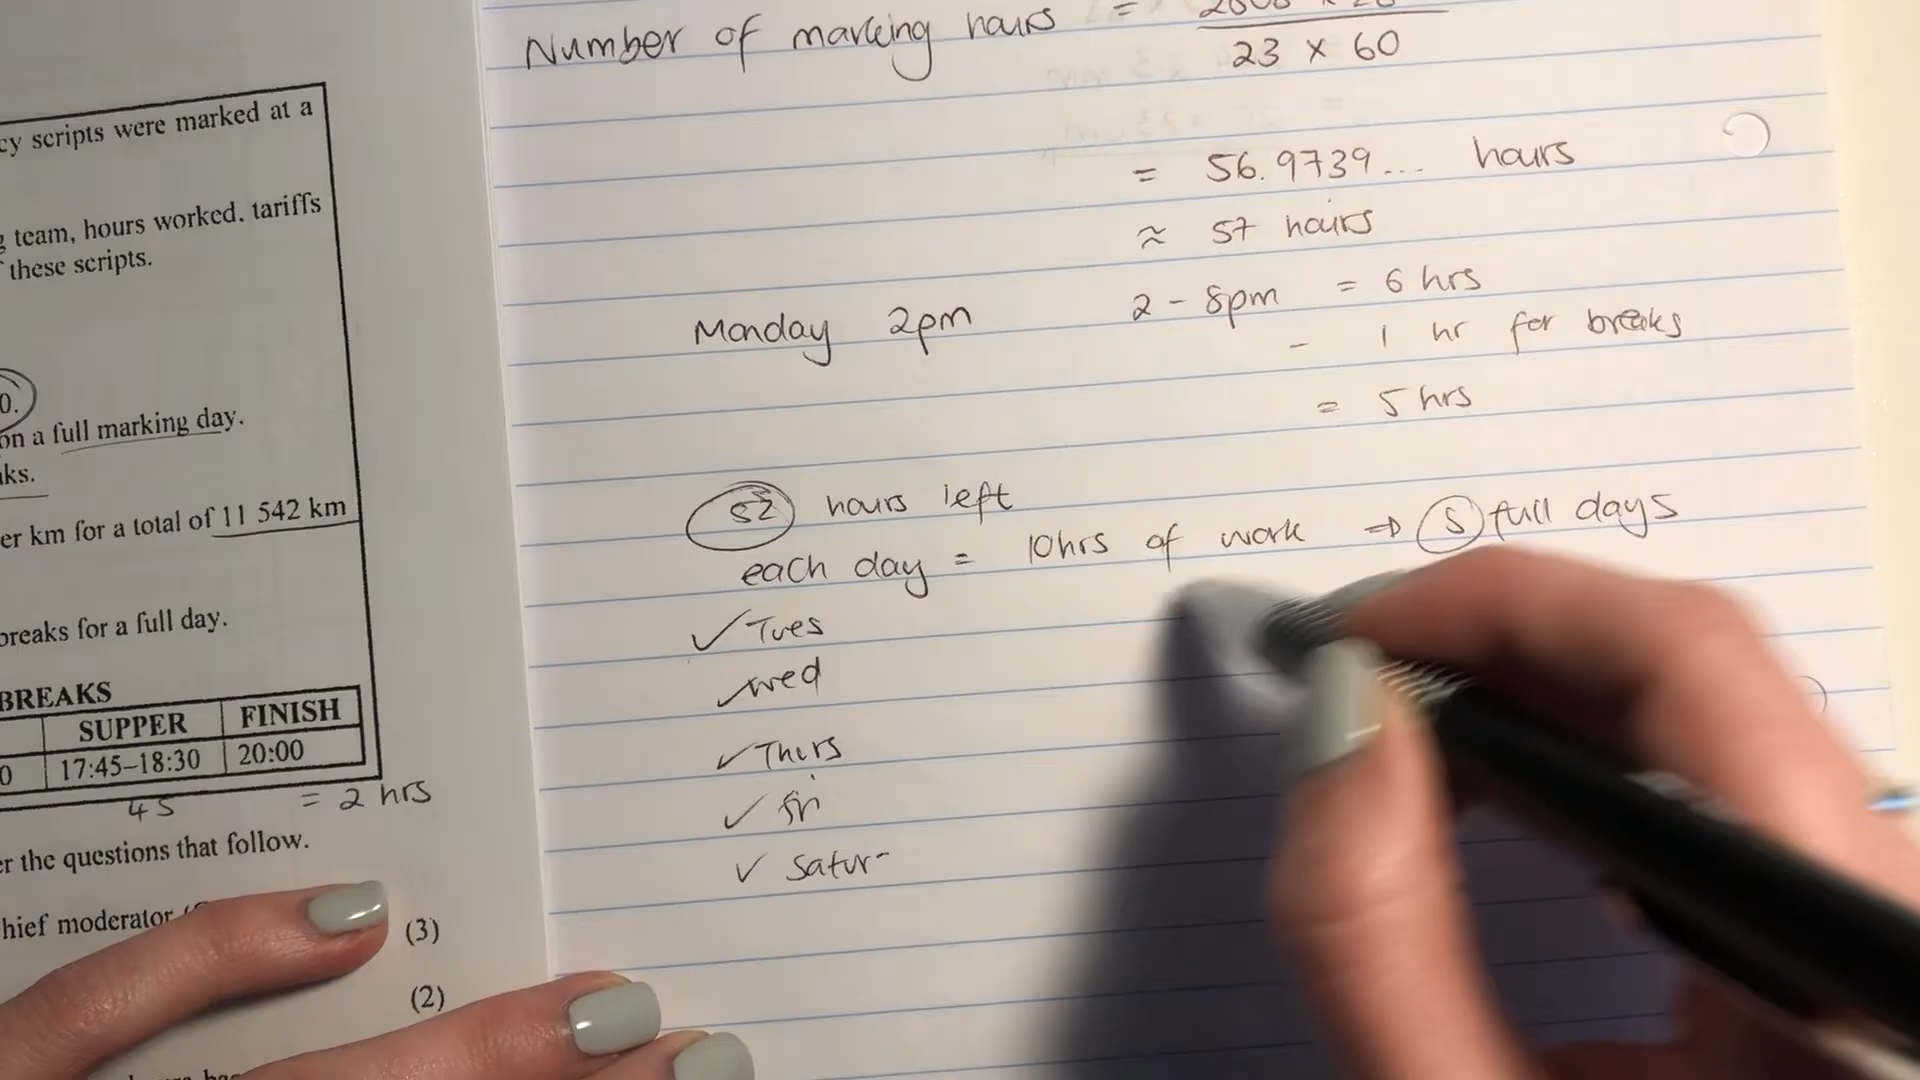 cy scripts were marked at a
team, hours worked. tariffs
these scripts.
0.
on a full marking day.
ks.
er km for a total of 11 542 km
breaks for a full day.
BREAKS
SUPPER FINISH
0 17:45–18:30 20:00
45 = 2 hrs
er the questions that follow.
hief moderator
(3)
(2)
Number of marking hours =
23 x 60
= 56.9739... hours
≈ 57 hours
Monday 2pm 2 - 8pm = 6 hrs
- 1 hr for breaks
= 5 hrs
52 hours left
each day = 10hrs of work ⇒ 5 full days
✓ Tues
✓ Wed
✓ Thurs
✓ fri
✓ Satur-